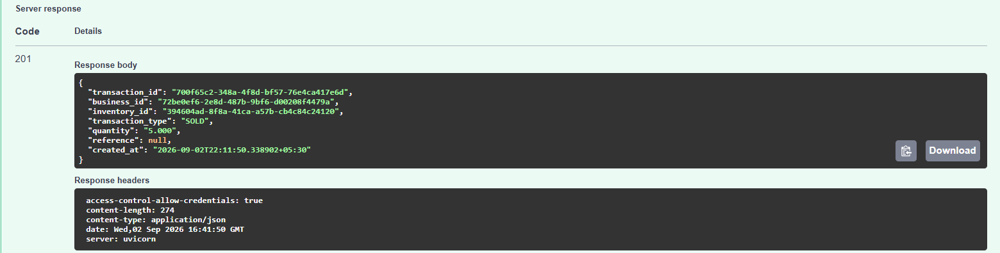 Server response
Code Details
201
Response body
{
  "transaction_id": "700f65c2-348a-4f8d-bf57-76e4ca417e6d",
  "business_id": "72be0ef6-2e8d-487b-9bf6-d00208f4479a",
  "inventory_id": "394604ad-8f8a-41ca-a57b-cb4c84c24120",
  "transaction_type": "SOLD",
  "quantity": "5.000",
  "reference": null,
  "created_at": "2026-09-02T22:11:50.338902+05:30"
}
Download
Response headers
access-control-allow-credentials: true
content-length: 274
content-type: application/json
date: Wed,02 Sep 2026 16:41:50 GMT
server: uvicorn